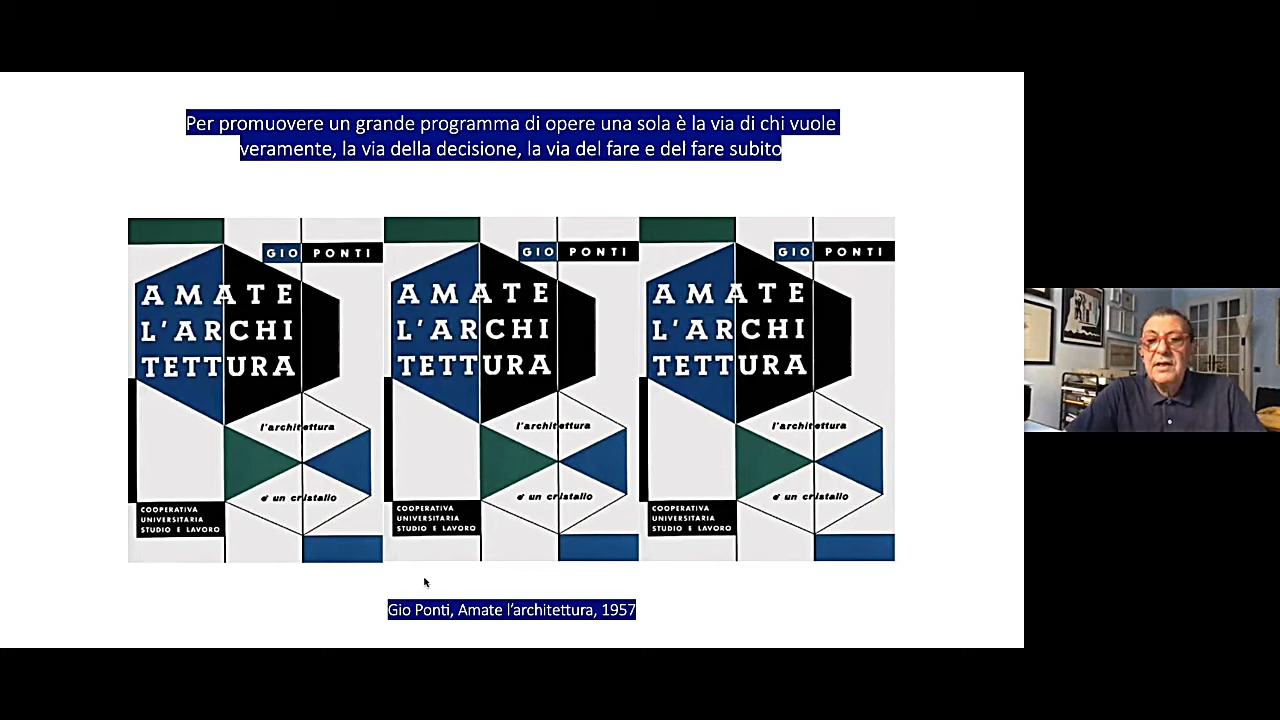 Per promuovere un grande programma di opere una sola è la via di chi vuole
veramente, la via della decisione, la via del fare e del fare subito
GIO PONTI
AMATE
L'ARCHI
TETTURA
l'architettura
è un cristallo
COOPERATIVA
UNIVERSITARIA
STUDIO E LAVORO
GIO PONTI
AMATE
L'ARCHI
TETTURA
l'architettura
è un cristallo
COOPERATIVA
UNIVERSITARIA
STUDIO E LAVORO
GIO PONTI
AMATE
L'ARCHI
TETTURA
l'architettura
è un cristallo
COOPERATIVA
UNIVERSITARIA
STUDIO E LAVORO
Gio Ponti, Amate l'architettura, 1957